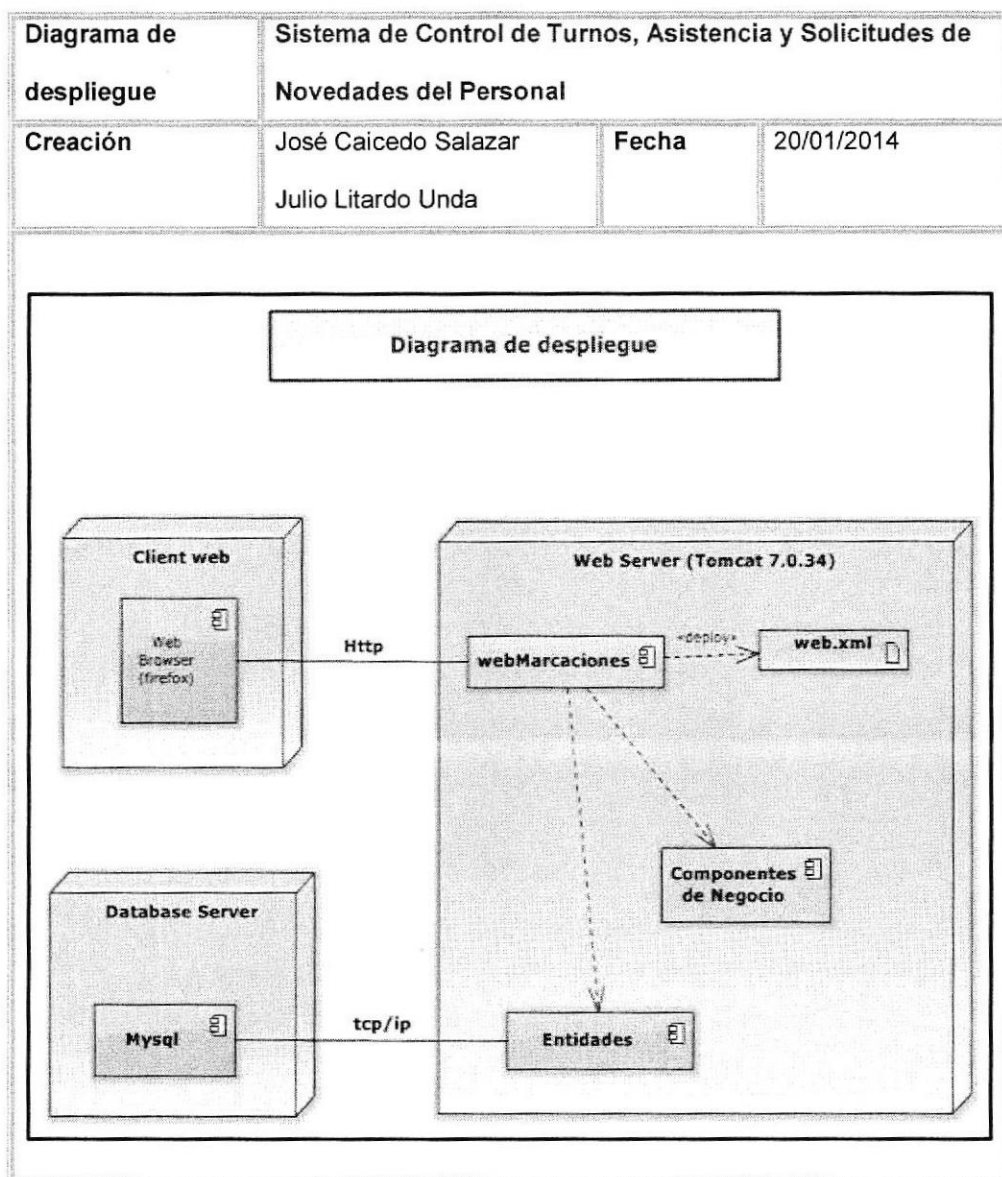 Diagrama de
despliegue
Sistema de Control de Turnos, Asistencia y Solicitudes de
Novedades del Personal
Creación
José Caicedo Salazar
Julio Litardo Unda
Fecha
20/01/2014
Diagrama de despliegue
Client web
Web
Browser
(firefox)
Http
Web Server (Tomcat 7.0.34)
webMarcaciones
«deploy»
web.xml
Componentes
de Negocio
Database Server
Mysql
tcp/ip
Entidades